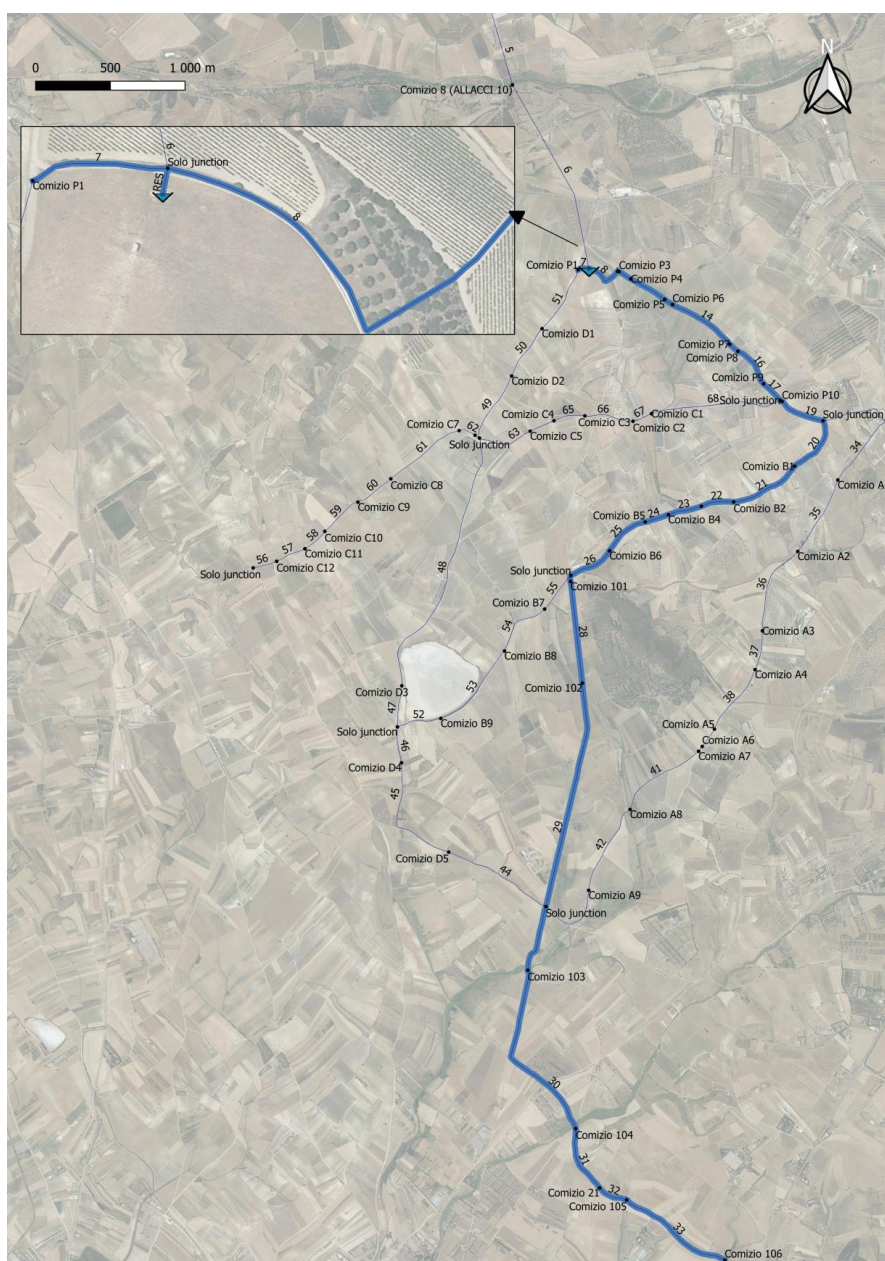 5
N
0 500 1 000 m
Comizio 8 (ALLACCI 10)
6
7
6
Solo junction
RES
Comizio P1
8
Comizio P1
7
8
Comizio P3
Comizio P4
51
Comizio P5
Comizio P6
14
Comizio D1
Comizio P7
Comizio P8
16
50
Comizio D2
Comizio P9
17
Comizio P10
49
68
Solo junction
19
Solo junction
Comizio C4
65
66
67
Comizio C1
Comizio C3
Comizio C2
Comizio C7
62
Solo junction
63
Comizio C5
61
20
34
Comizio B1
Comizio C8
60
Comizio C9
59
21
Comizio A
35
22
Comizio B2
23
24
Comizio B4
Comizio B5
25
Comizio C10
58
Comizio C11
57
56
Comizio C12
Solo junction
48
Comizio B6
26
Solo junction
Comizio 101
55
Comizio A2
36
Comizio B7
28
54
Comizio A3
Comizio B8
37
Comizio A4
Comizio D3
47
53
Comizio 102
38
52
Comizio B9
Solo junction
Comizio A5
46
Comizio A6
Comizio A7
Comizio D4
41
45
Comizio A8
29
42
Comizio D5
44
Comizio A9
Solo junction
Comizio 103
30
Comizio 104
31
Comizio 21
32
Comizio 105
33
Comizio 106